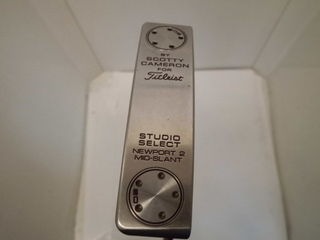 BY
SCOTTY
CAMERON
FOR
Titleist
STUDIO
SELECT
NEWPORT 2
MID-SLANT